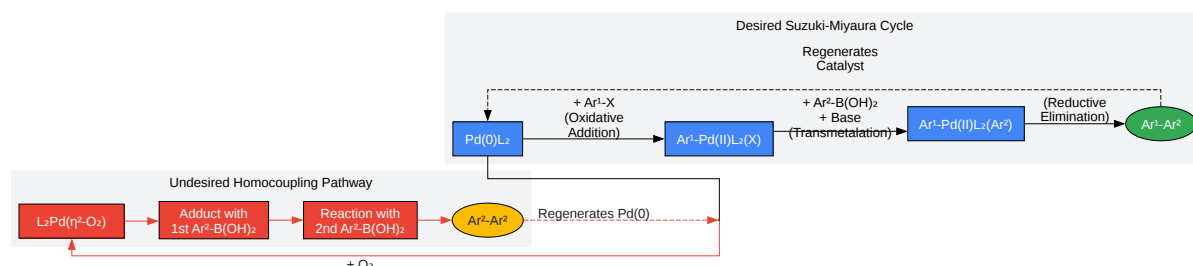 Desired Suzuki-Miyaura Cycle
Regenerates
Catalyst
+ Ar¹-X
(Oxidative
Addition)
+ Ar²-B(OH)₂
+ Base
(Transmetalation)
(Reductive
Elimination)
Pd(0)L₂
Ar¹-Pd(II)L₂(X)
Ar¹-Pd(II)L₂(Ar²)
Ar¹-Ar²
Undesired Homocoupling Pathway
L₂Pd(η²-O₂)
Adduct with
1st Ar²-B(OH)₂
Reaction with
2nd Ar²-B(OH)₂
Ar²-Ar²
Regenerates Pd(0)
+ O₂